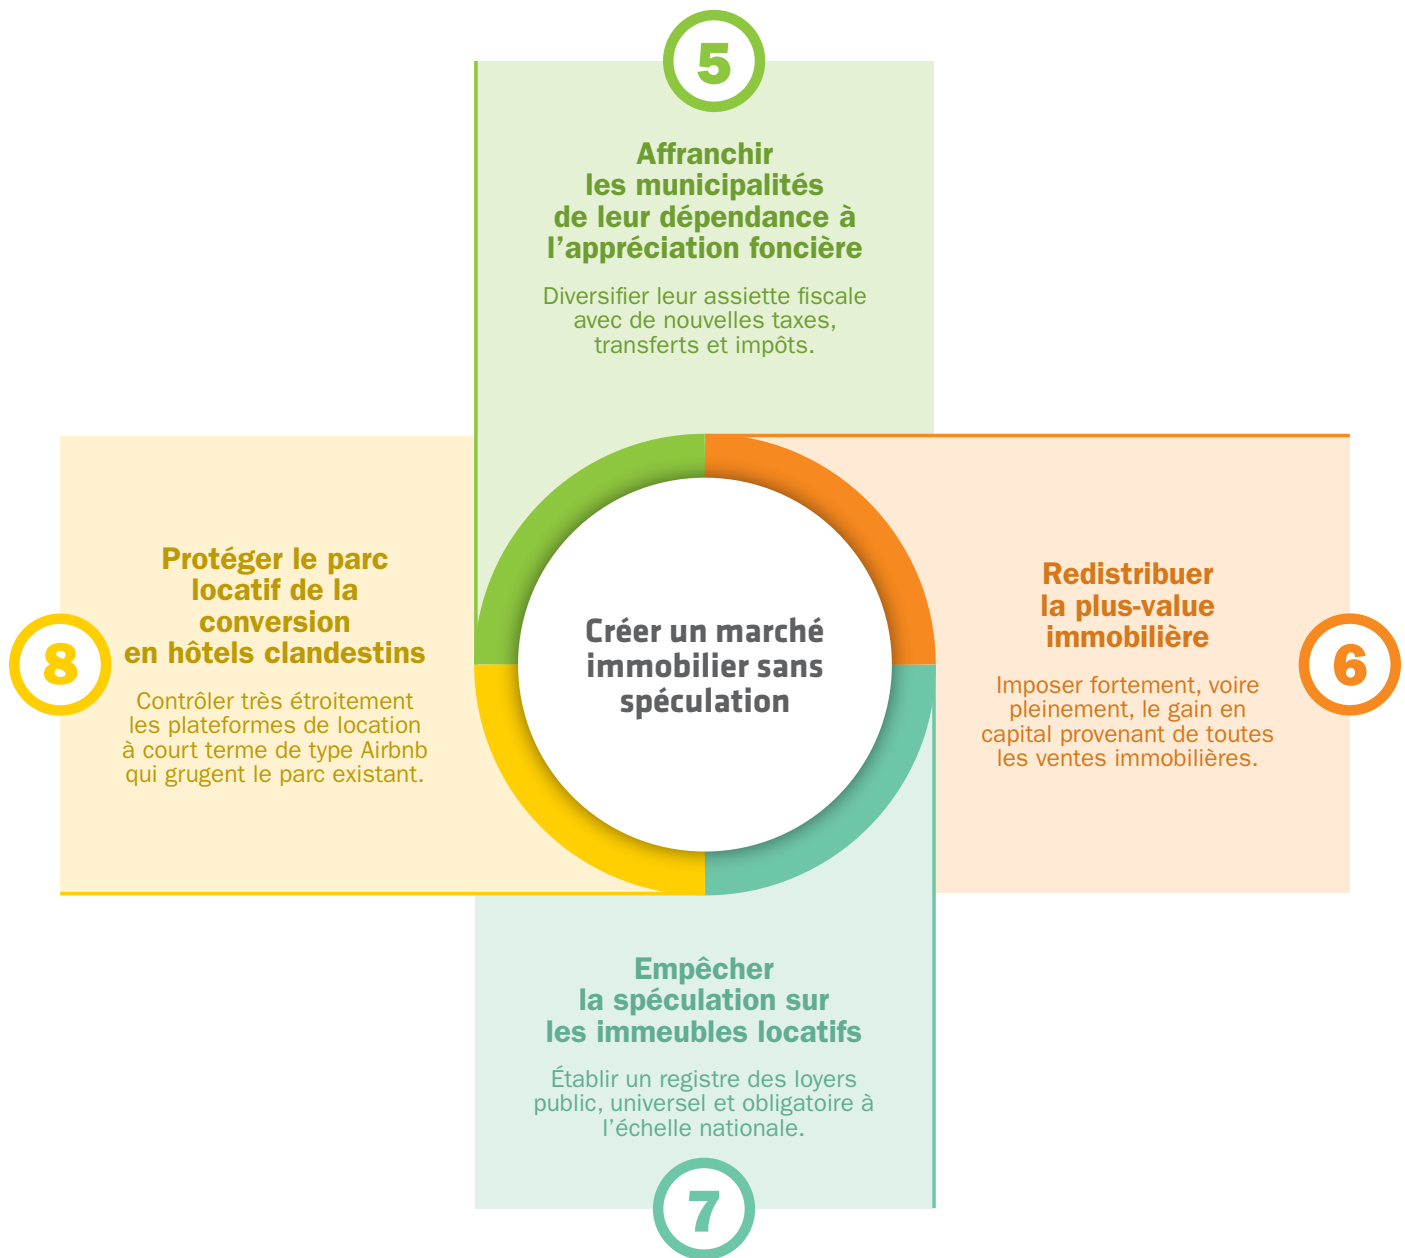 5
Affranchir
les municipalités
de leur dépendance à
l’appréciation foncière
Diversifier leur assiette fiscale
avec de nouvelles taxes,
transferts et impôts.
Créer un marché
immobilier sans
spéculation
6
Redistribuer
la plus-value
immobilière
Imposer fortement, voire
pleinement, le gain en
capital provenant de toutes
les ventes immobilières.
7
Empêcher
la spéculation sur
les immeubles locatifs
Établir un registre des loyers
public, universel et obligatoire à
l’échelle nationale.
8
Protéger le parc
locatif de la
conversion
en hôtels clandestins
Contrôler très étroitement
les plateformes de location
à court terme de type Airbnb
qui grugent le parc existant.